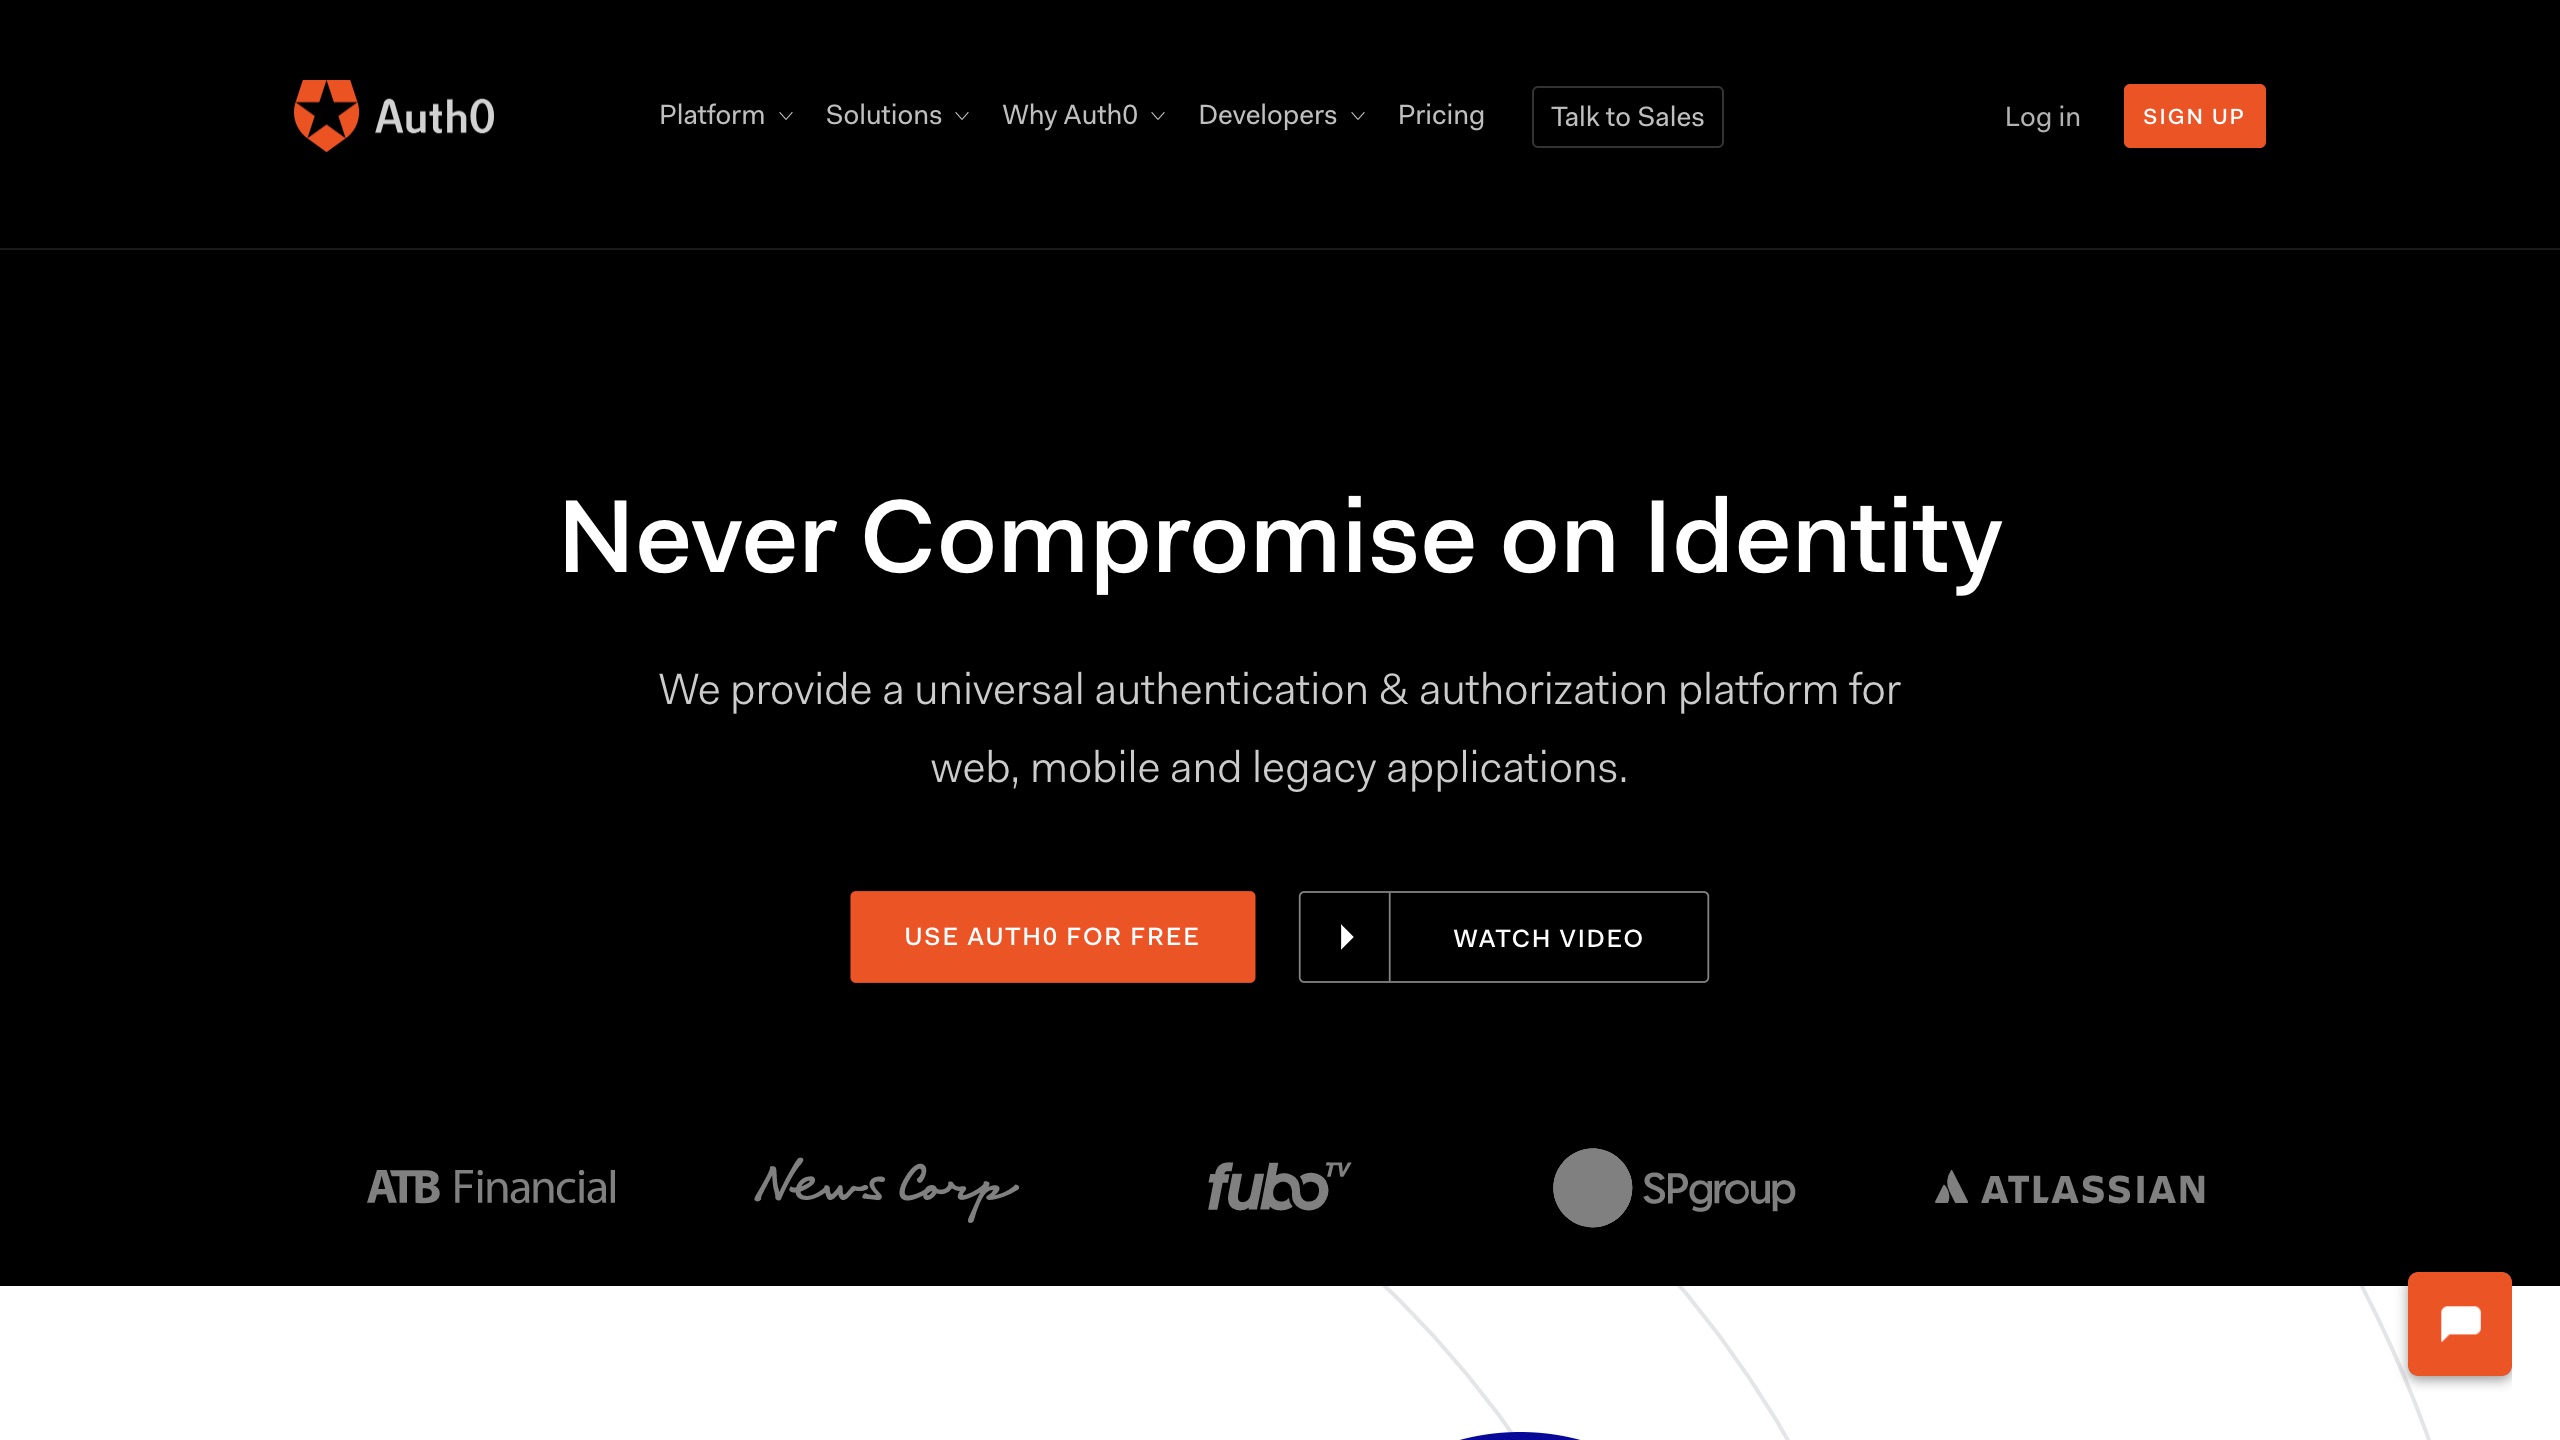 Auth0
Platform
Solutions
Why Auth0
Developers
Pricing
Talk to Sales
Log in
SIGN UP
Never Compromise on Identity
We provide a universal authentication & authorization platform for
web, mobile and legacy applications.
USE AUTH0 FOR FREE
WATCH VIDEO
ATB Financial
News Corp
fubo TV
SPgroup
ATLASSIAN